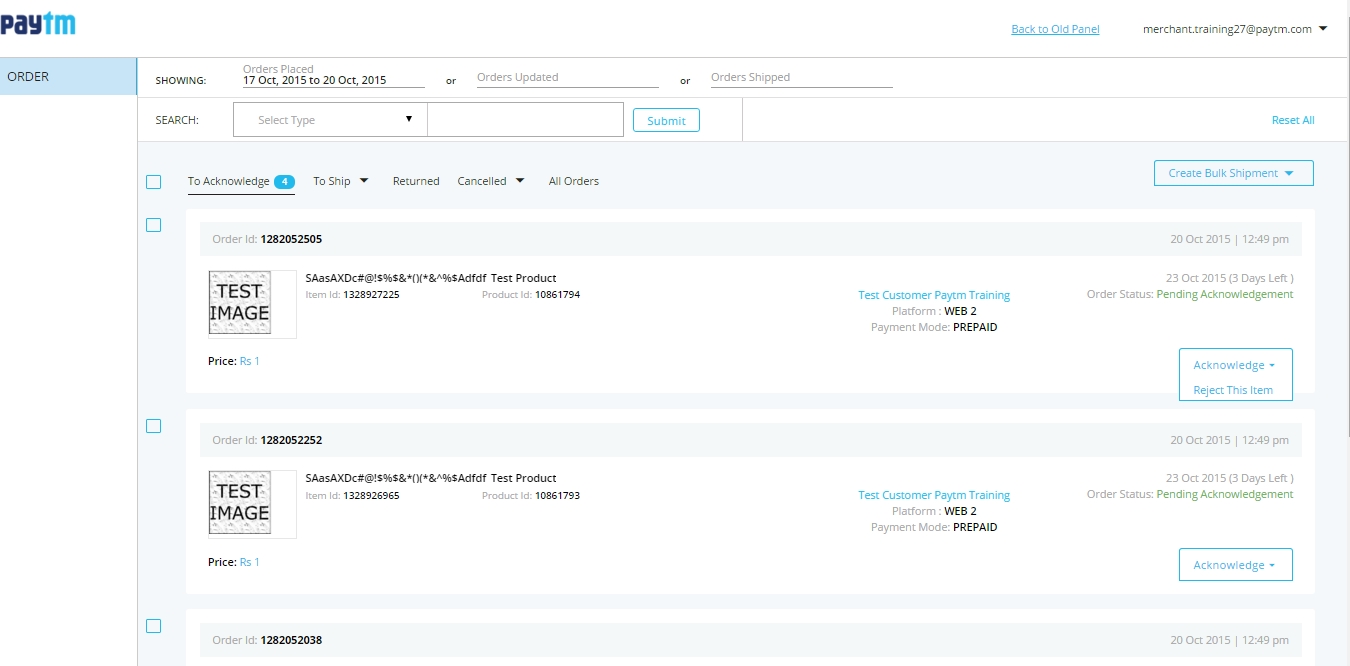 paytm
Back to Old Panel
merchant.training27@paytm.com
ORDER
SHOWING:
Orders Placed
17 Oct, 2015 to 20 Oct, 2015
or
Orders Updated
or
Orders Shipped
SEARCH:
Select Type
Submit
Reset All
To Acknowledge 4
To Ship
Returned
Cancelled
All Orders
Create Bulk Shipment
Order Id: 1282052505
20 Oct 2015 | 12:49 pm
TEST
IMAGE
SAasAXDc#@!$%$&*()(*&^%$Adfdf Test Product
Item Id: 1328927225
Product Id: 10861794
Test Customer Paytm Training
Platform : WEB 2
Payment Mode: PREPAID
23 Oct 2015 (3 Days Left )
Order Status: Pending Acknowledgement
Price: Rs 1
Acknowledge
Reject This Item
Order Id: 1282052252
20 Oct 2015 | 12:49 pm
TEST
IMAGE
SAasAXDc#@!$%$&*()(*&^%$Adfdf Test Product
Item Id: 1328926965
Product Id: 10861793
Test Customer Paytm Training
Platform : WEB 2
Payment Mode: PREPAID
23 Oct 2015 (3 Days Left )
Order Status: Pending Acknowledgement
Price: Rs 1
Acknowledge
Order Id: 1282052038
20 Oct 2015 | 12:49 pm